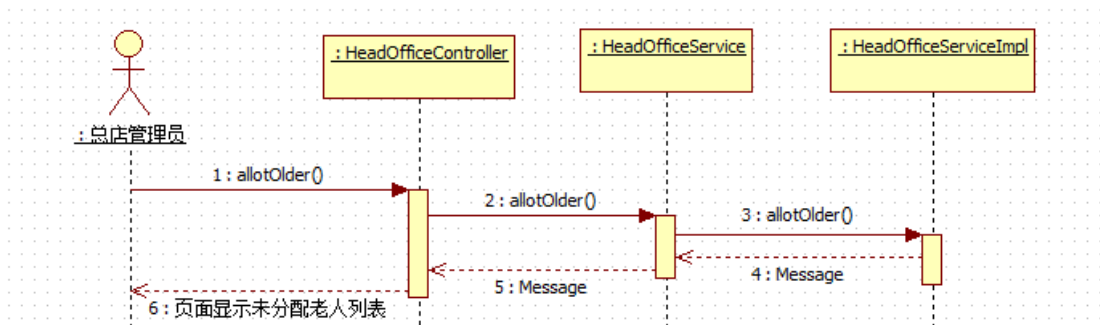 : HeadOfficeController
: HeadOfficeService
: HeadOfficeServiceImpl
: 总店管理员
1 : allotOlder()
2 : allotOlder()
3 : allotOlder()
4 : Message
5 : Message
6 : 页面显示未分配老人列表